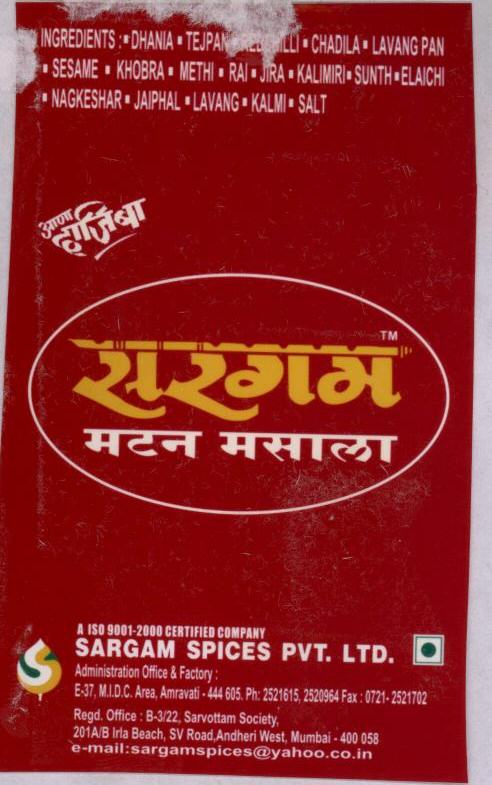 INGREDIENTS : ▪ DHANIA ▪ TEJPAN ▪ CHADILA ▪ LAVANG PAN
▪ SESAME ▪ KHOBRA ▪ METHI ▪ RAI ▪ JIRA ▪ KALIMIRI ▪ SUNTH ▪ ELAICHI
▪ NAGKESHAR ▪ JAIPHAL ▪ LAVANG ▪ KALMI ▪ SALT
आणा
हाजिबा
सरगम TM
मटन मसाला
A ISO 9001-2000 CERTIFIED COMPANY
SARGAM SPICES PVT. LTD.
Administration Office & Factory :
E-37, M.I.D.C. Area, Amravati - 444 605. Ph: 2521615, 2520964 Fax : 0721- 2521702
Regd. Office : B-3/22, Sarvottam Society,
201A/B Irla Beach, SV Road,Andheri West, Mumbai - 400 058
e-mail:sargamspices@yahoo.co.in